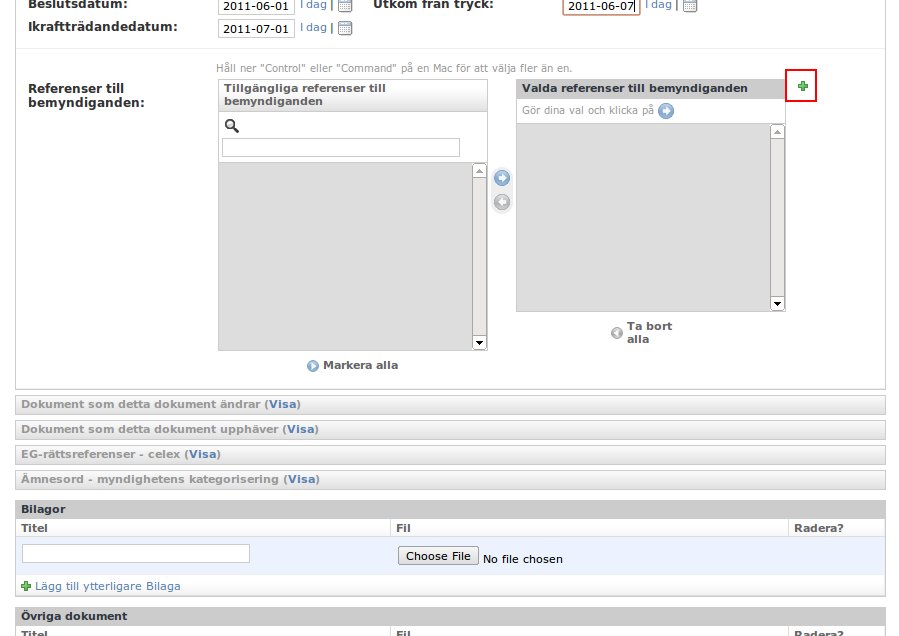 Beslutsdatum: 2011-06-01 I dag | Utkom från tryck: 2011-06-07 I dag |
Ikraftträdandedatum: 2011-07-01 I dag |
Håll ner "Control" eller "Command" på en Mac för att välja fler än en.
Referenser till
bemyndiganden:
Tillgängliga referenser till
bemyndiganden
Valda referenser till bemyndiganden
Gör dina val och klicka på
Ta bort
alla
Markera alla
Dokument som detta dokument ändrar (Visa)
Dokument som detta dokument upphäver (Visa)
EG-rättsreferenser - celex (Visa)
Ämnesord - myndighetens kategorisering (Visa)
Bilagor
Titel Fil Radera?
Choose File No file chosen
Lägg till ytterligare Bilaga
Övriga dokument
Titel Fil Radera?